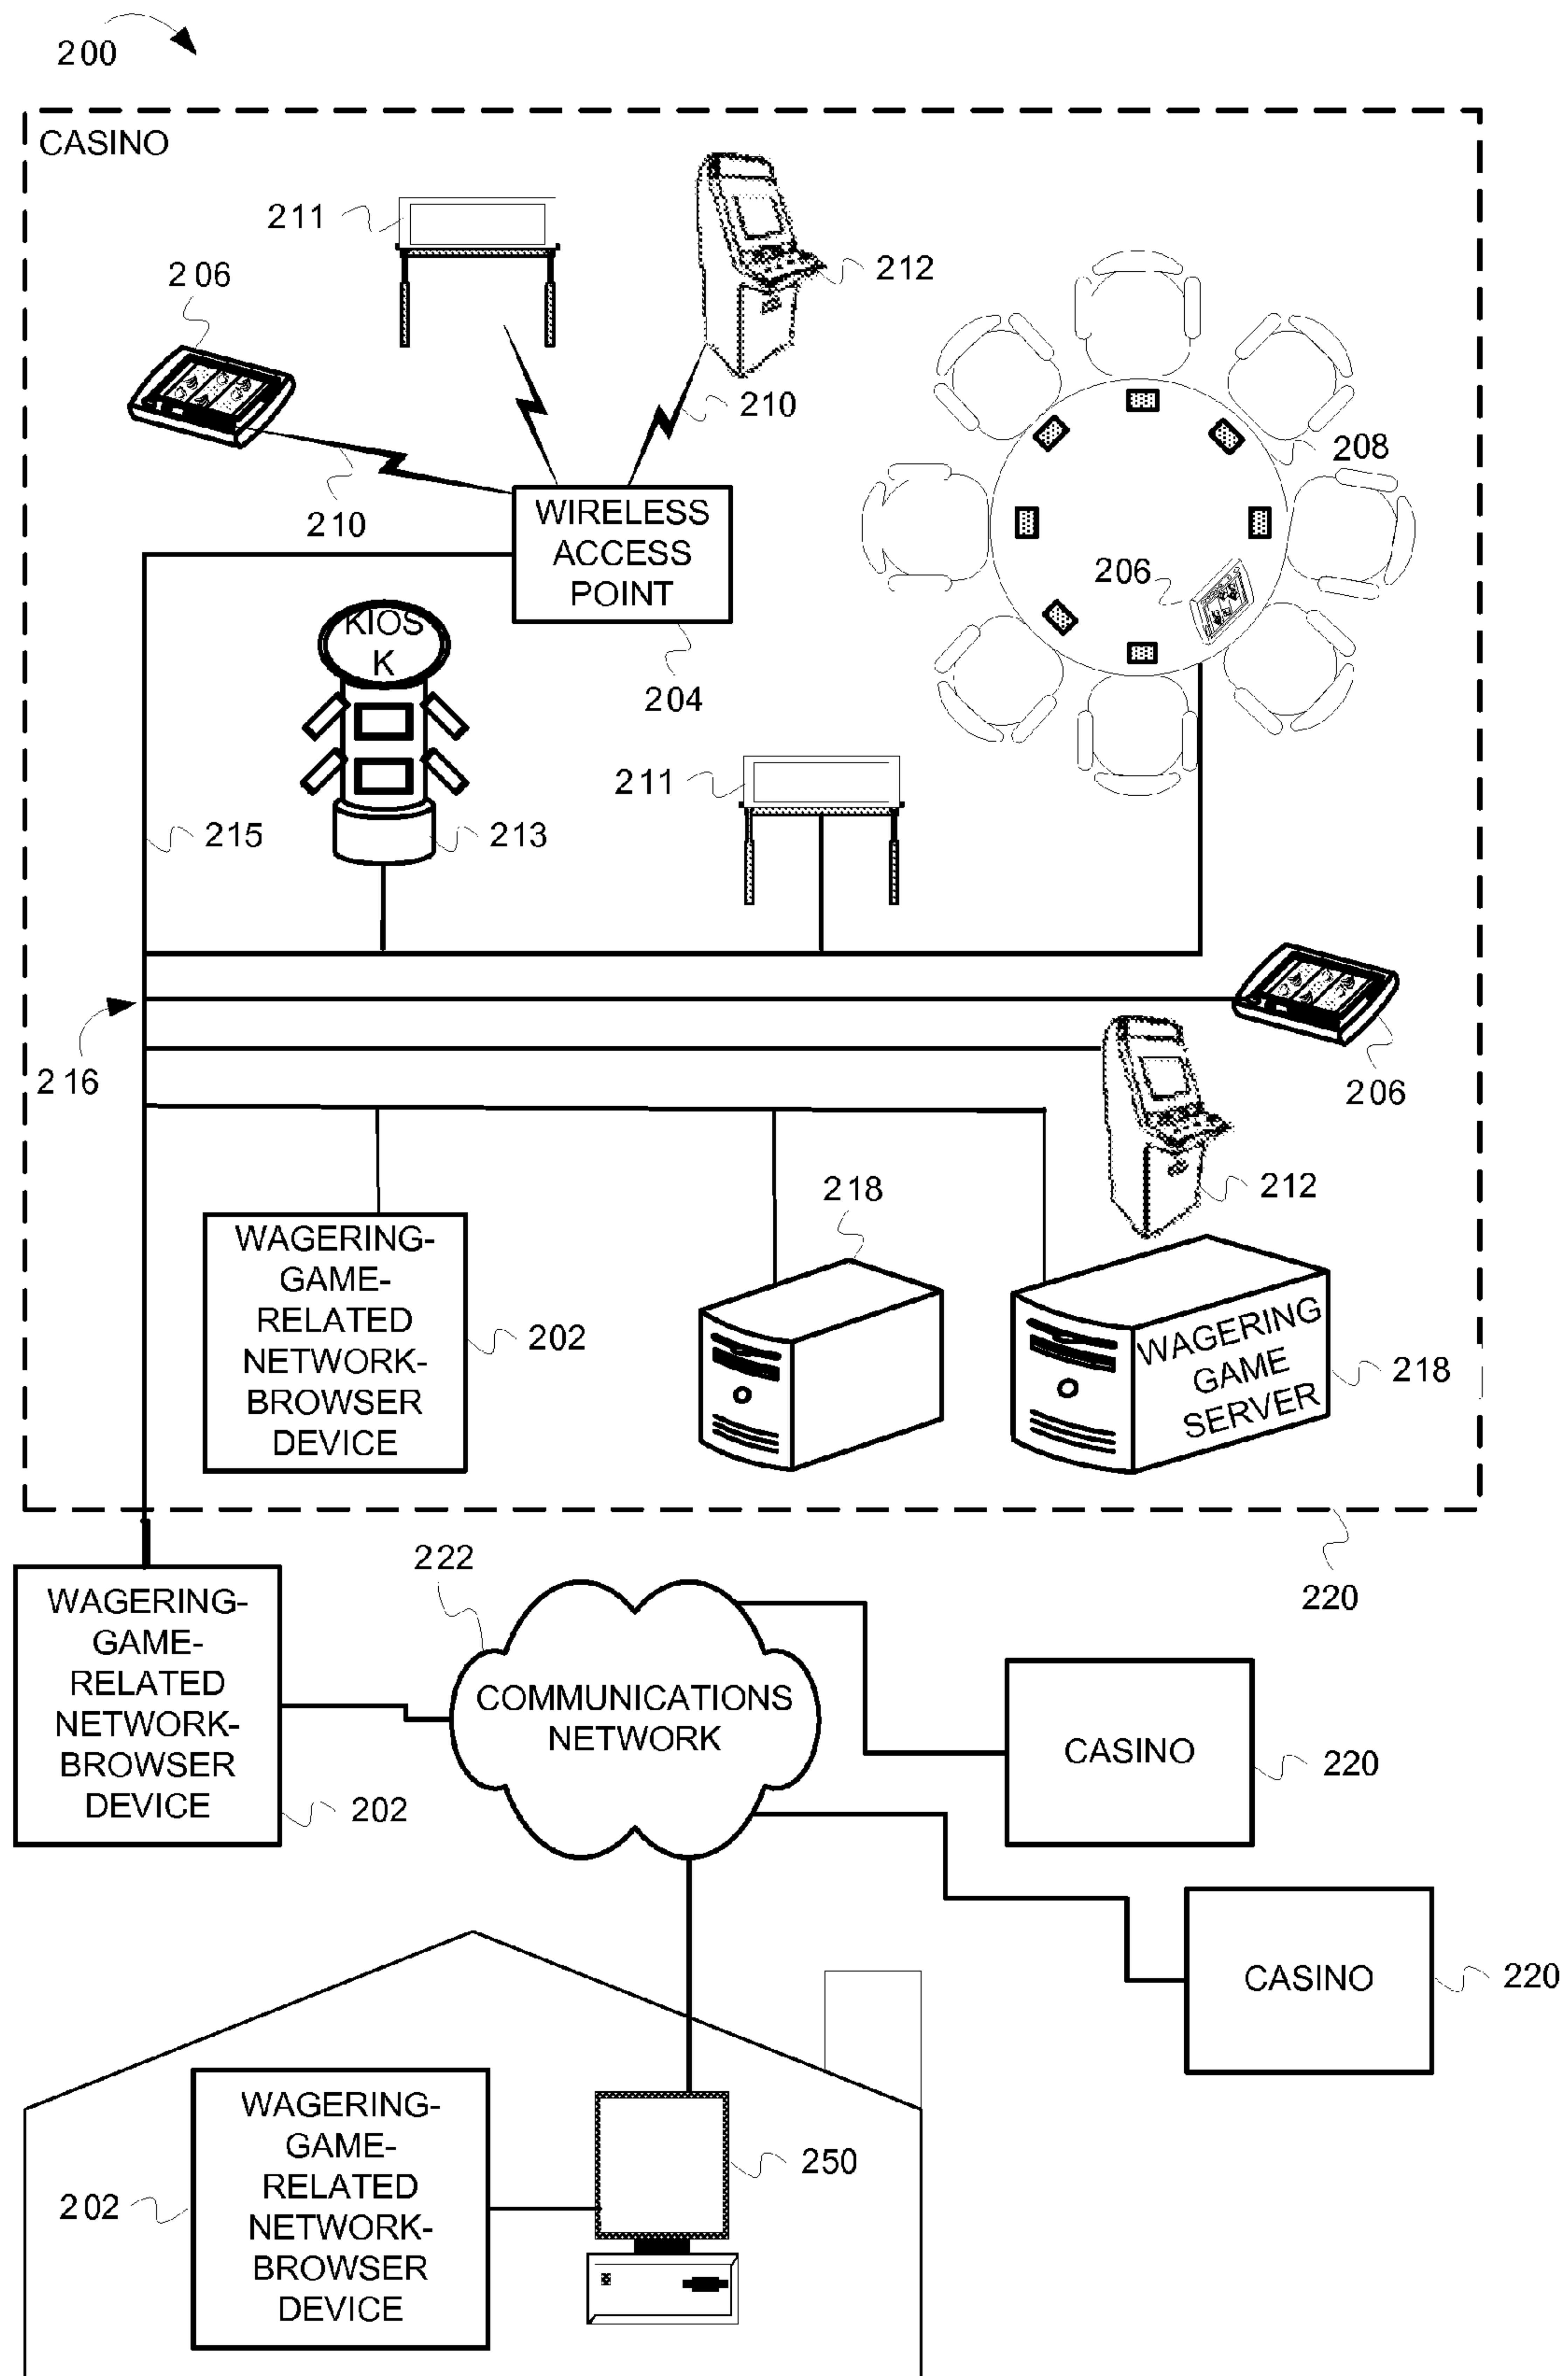 200
CASINO
211
212
206
210
208
210
WIRELESS
ACCESS
POINT
206
KIOS
K
204
211
215
213
216
206
218
212
WAGERING-
GAME-
RELATED
NETWORK-
BROWSER
DEVICE
202
WAGERING
GAME
SERVER
218
220
222
WAGERING-
GAME-
RELATED
NETWORK-
BROWSER
DEVICE
202
COMMUNICATIONS
NETWORK
CASINO
220
CASINO
220
WAGERING-
GAME-
RELATED
NETWORK-
BROWSER
DEVICE
202
250